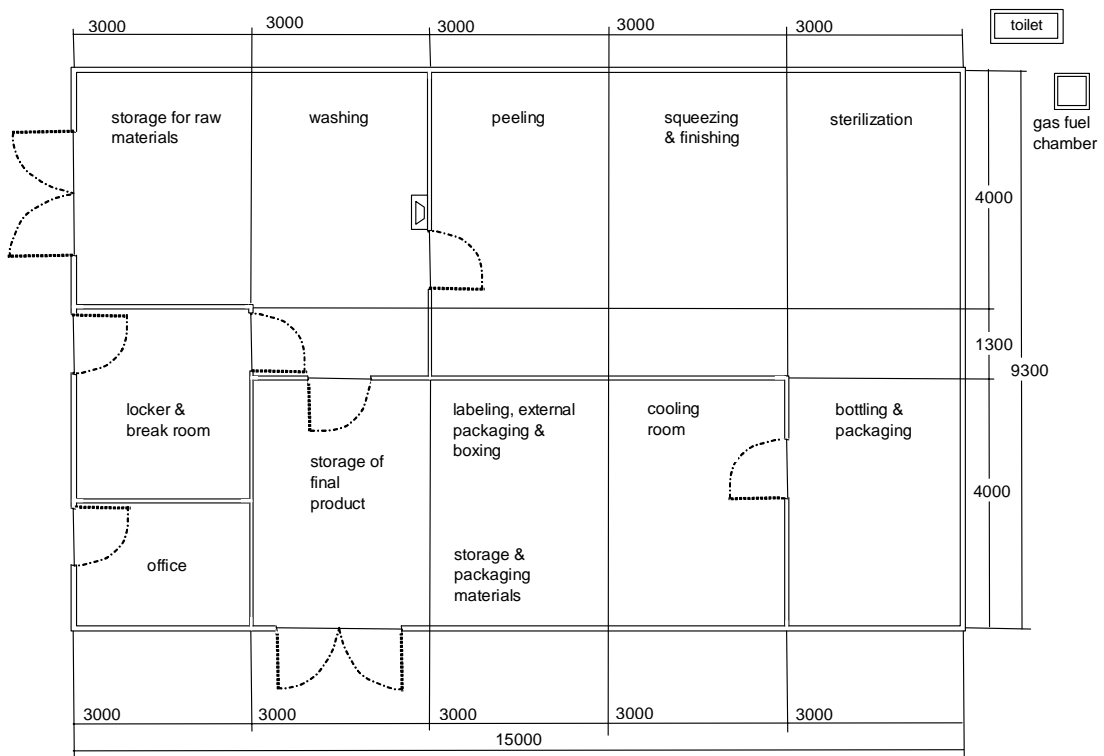 3000
3000
3000
3000
3000
toilet
storage for raw
materials
washing
peeling
squeezing
& finishing
sterilization
gas fuel
chamber
4000
1300
9300
locker &
break room
labeling, external
packaging &
boxing
cooling
room
bottling &
packaging
storage of
final
product
4000
storage &
packaging
materials
office
3000
3000
3000
3000
3000
15000